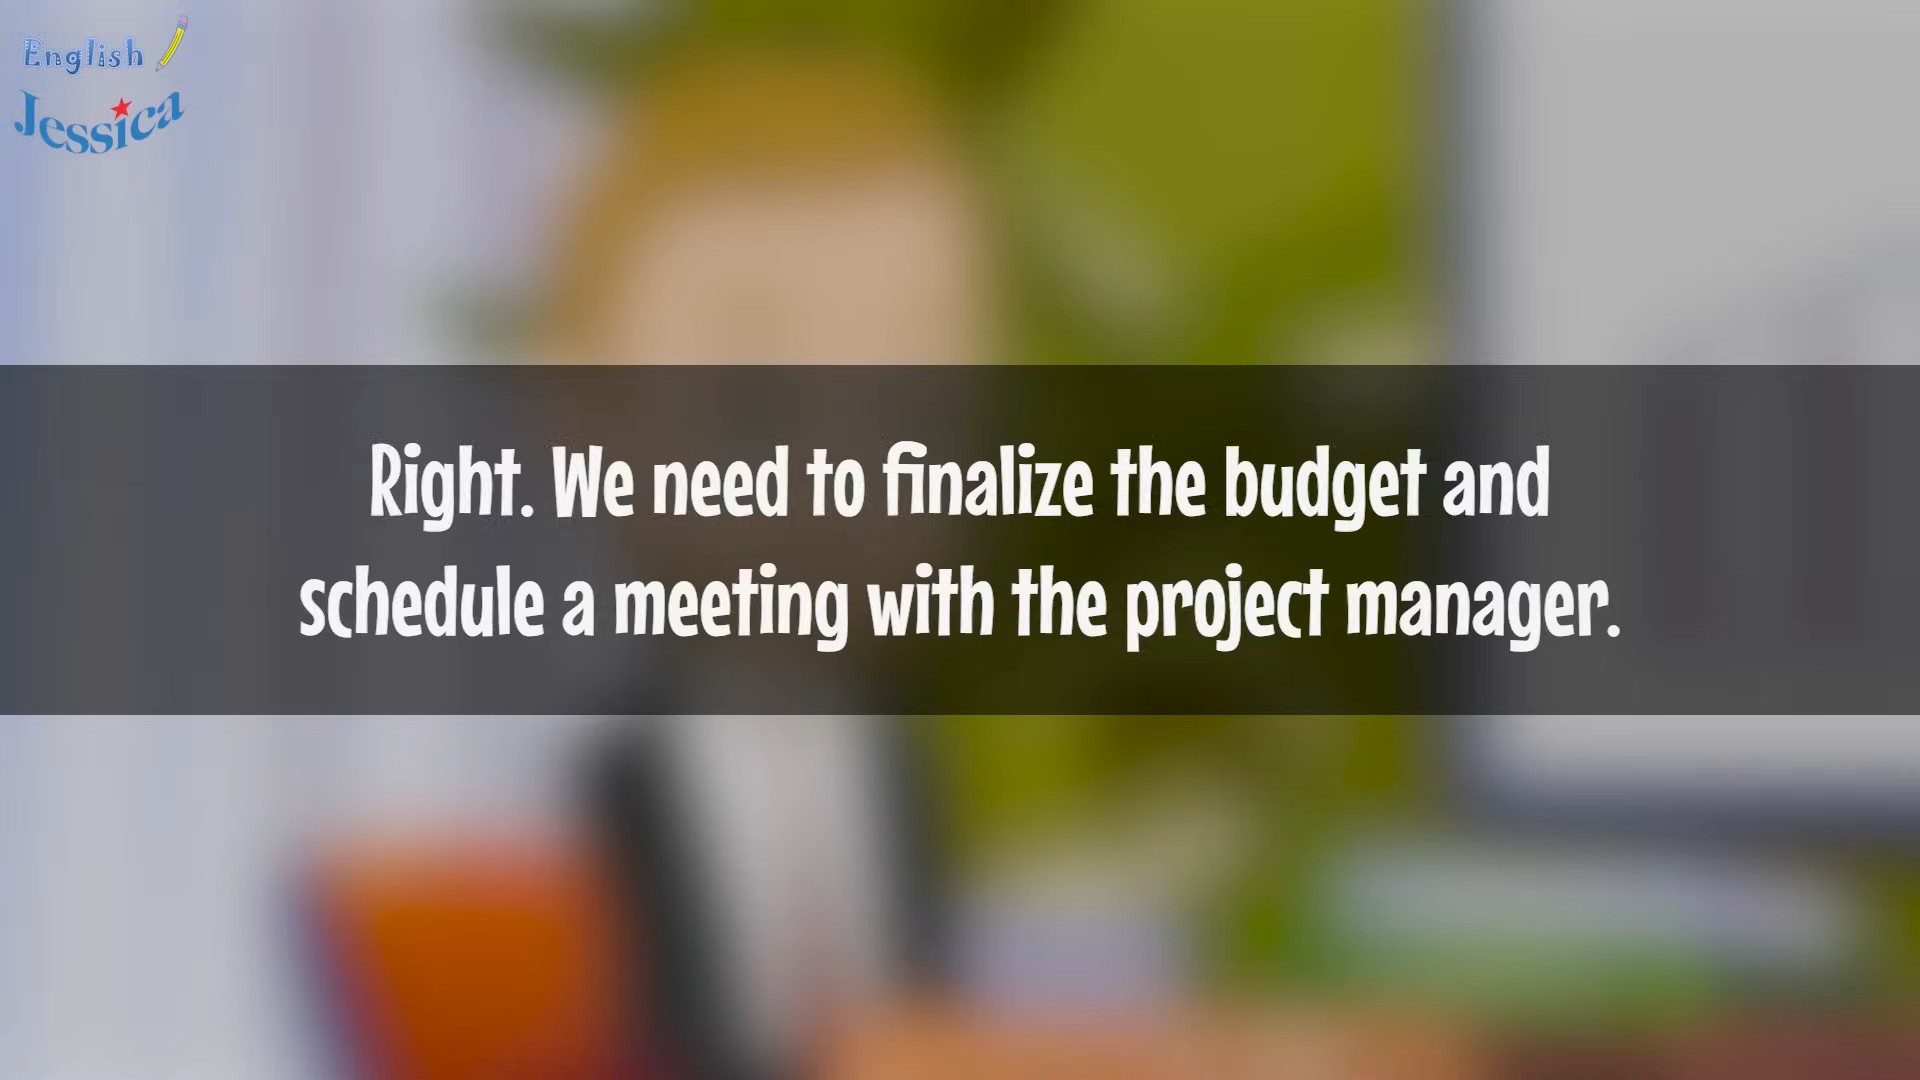 English
Jessica
Right. We need to finalize the budget and
schedule a meeting with the project manager.